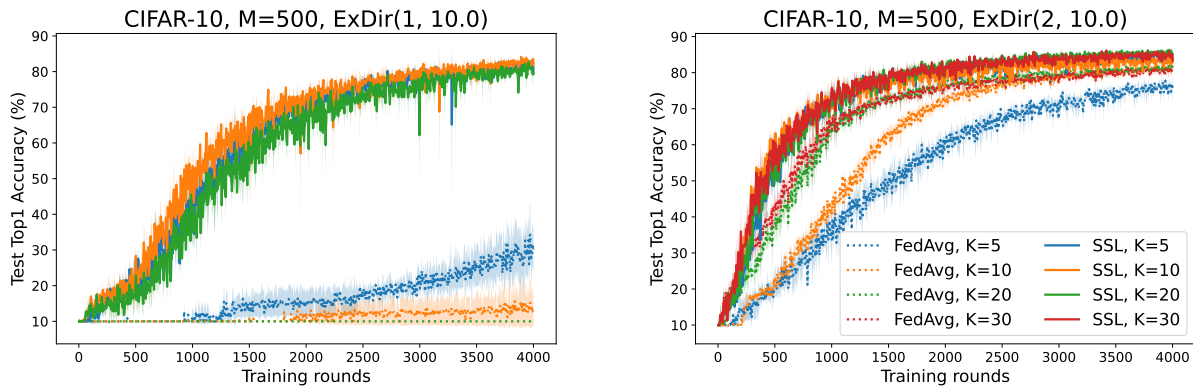 CIFAR-10, M=500, ExDir(1, 10.0)
Test Top1 Accuracy (%)
90
80
70
60
50
40
30
20
10
0 500 1000 1500 2000 2500 3000 3500 4000
Training rounds
CIFAR-10, M=500, ExDir(2, 10.0)
Test Top1 Accuracy (%)
90
80
70
60
50
40
30
20
10
FedAvg, K=5 SSL, K=5
FedAvg, K=10 SSL, K=10
FedAvg, K=20 SSL, K=20
FedAvg, K=30 SSL, K=30
0 500 1000 1500 2000 2500 3000 3500 4000
Training rounds